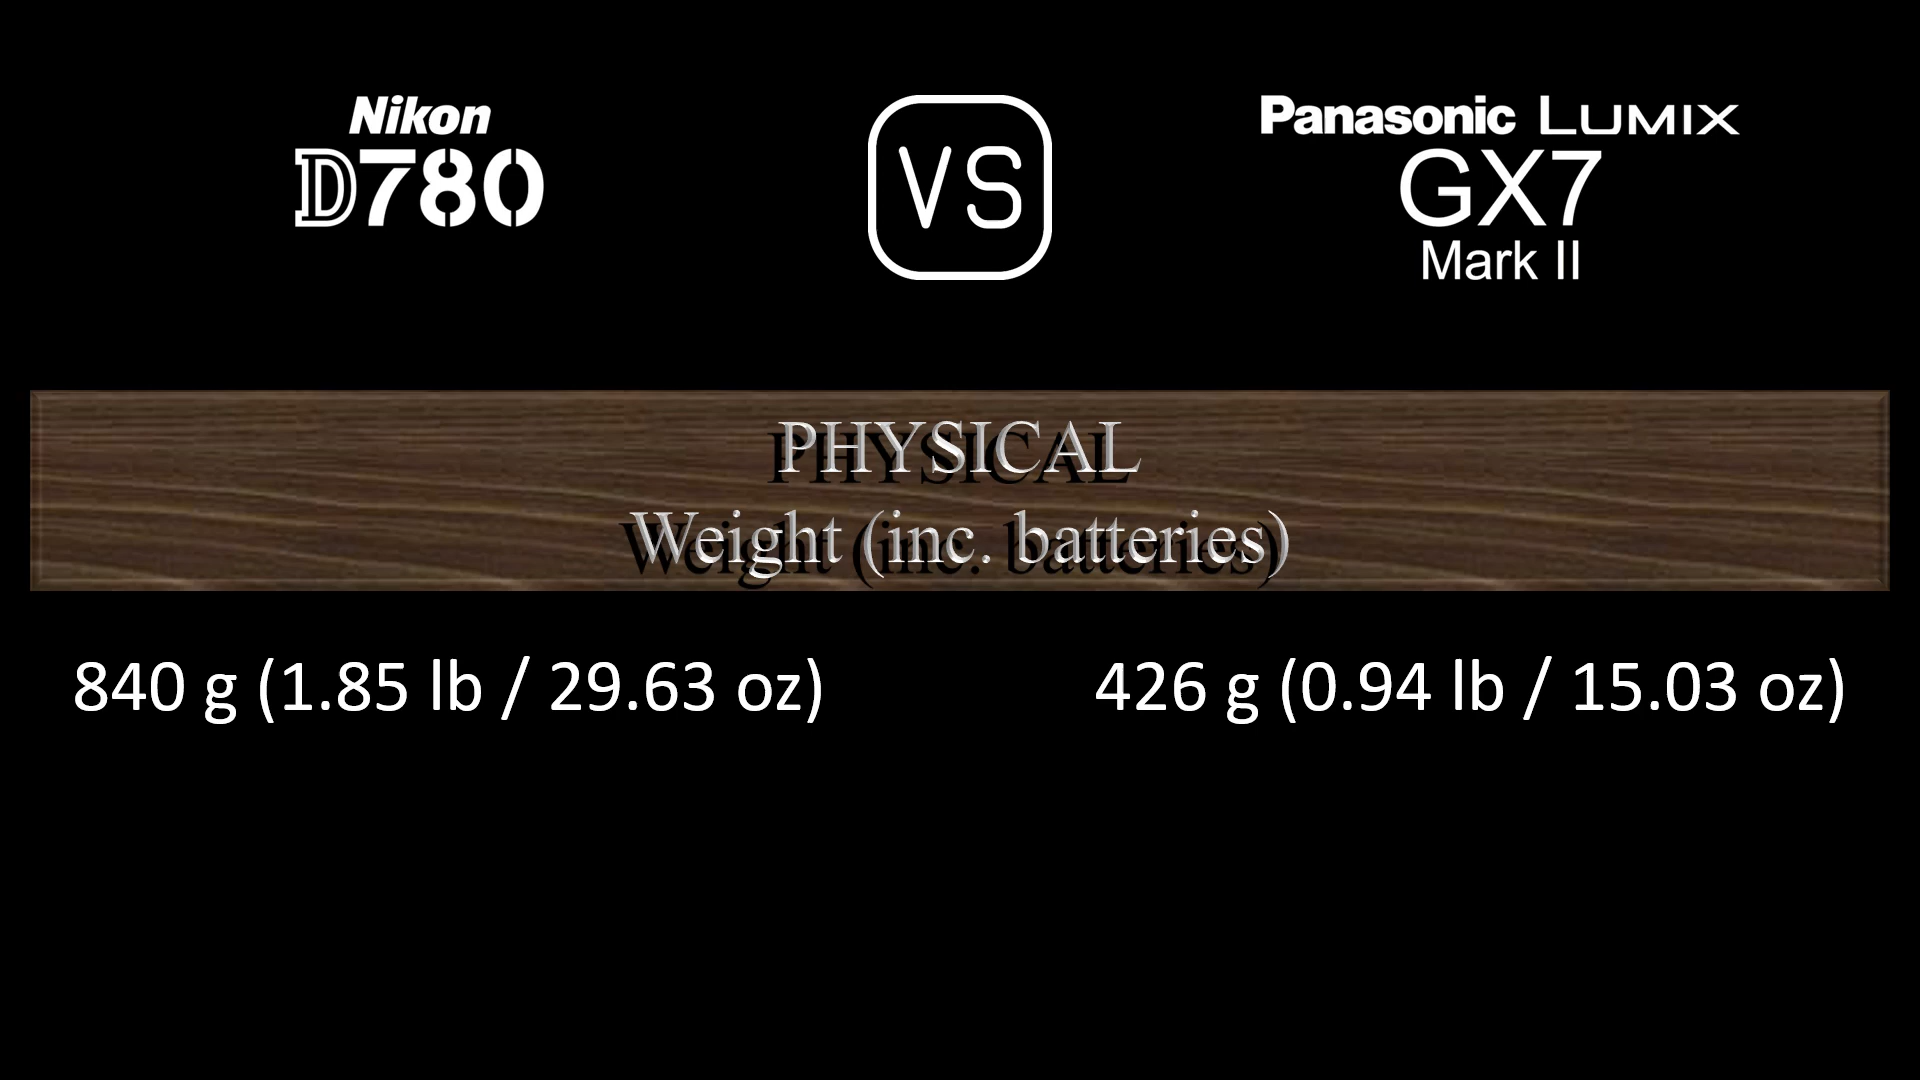 Nikon
D780
VS
Panasonic LUMIX
GX7
Mark II
PHYSICAL
Weight (inc. batteries)
840 g (1.85 lb / 29.63 oz)
426 g (0.94 lb / 15.03 oz)